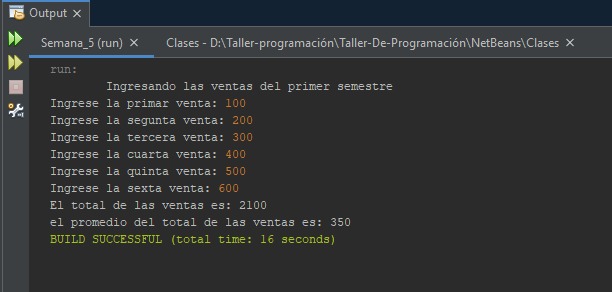 Output ×
Semana_5 (run) × Clases - D:\Taller-programación\Taller-De-Programación\NetBeans\Clases ×
run:
Ingresando las ventas del primer semestre
Ingrese la primar venta: 100
Ingrese la segunta venta: 200
Ingrese la tercera venta: 300
Ingrese la cuarta venta: 400
Ingrese la quinta venta: 500
Ingrese la sexta venta: 600
El total de las ventas es: 2100
el promedio del total de las ventas es: 350
BUILD SUCCESSFUL (total time: 16 seconds)